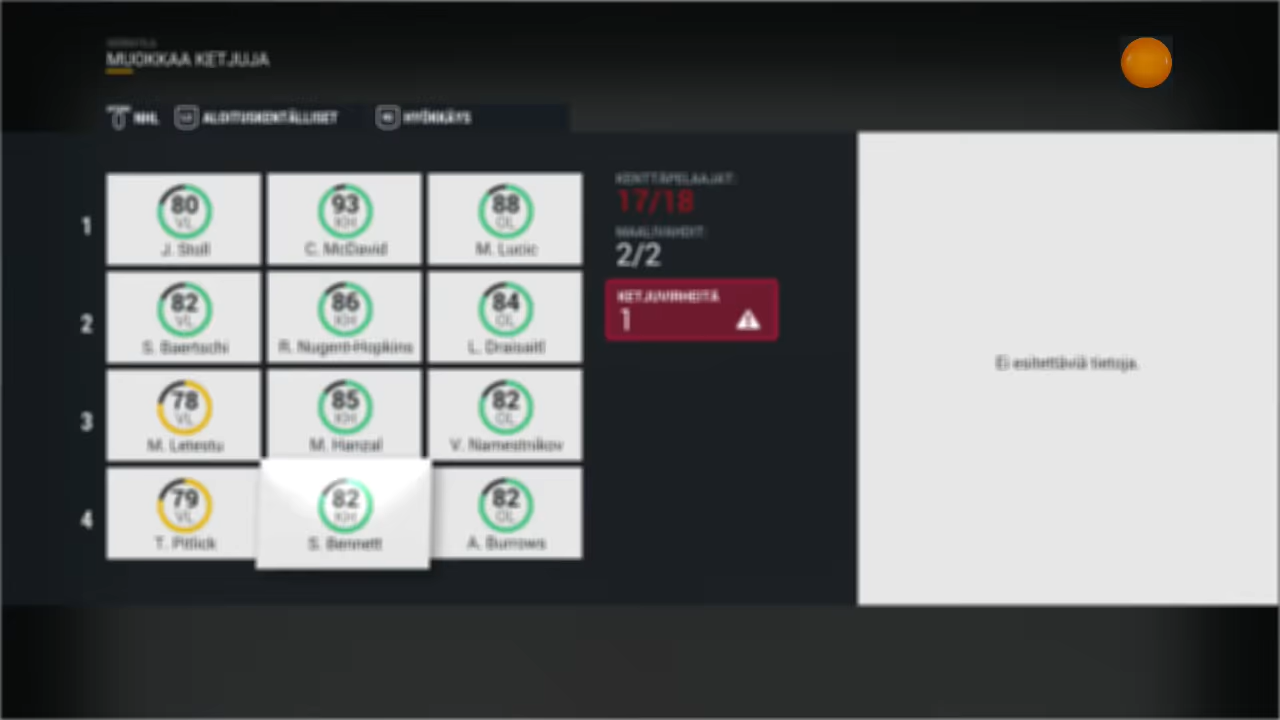 MUOKKAA KETJUJA
NHL ALOITUSKENTÄLLISET HYÖKKÄYS
1
80 VL J. Stoll
93 KH C. McDavid
88 OL M. Lucic
2
82 VL S. Baertschi
86 KH R. Nugent-Hopkins
84 OL L. Draisaitl
3
78 VL M. Letestu
85 KH M. Hanzal
82 OL V. Namestnikov
4
79 VL T. Pitlick
82 KH S. Bennett
82 OL A. Burrows
KENTTÄPELAAJAT:
17/18
MAALIVAHDIT:
2/2
KETJUVIRHEITÄ
1
Ei esitettäviä tietoja.